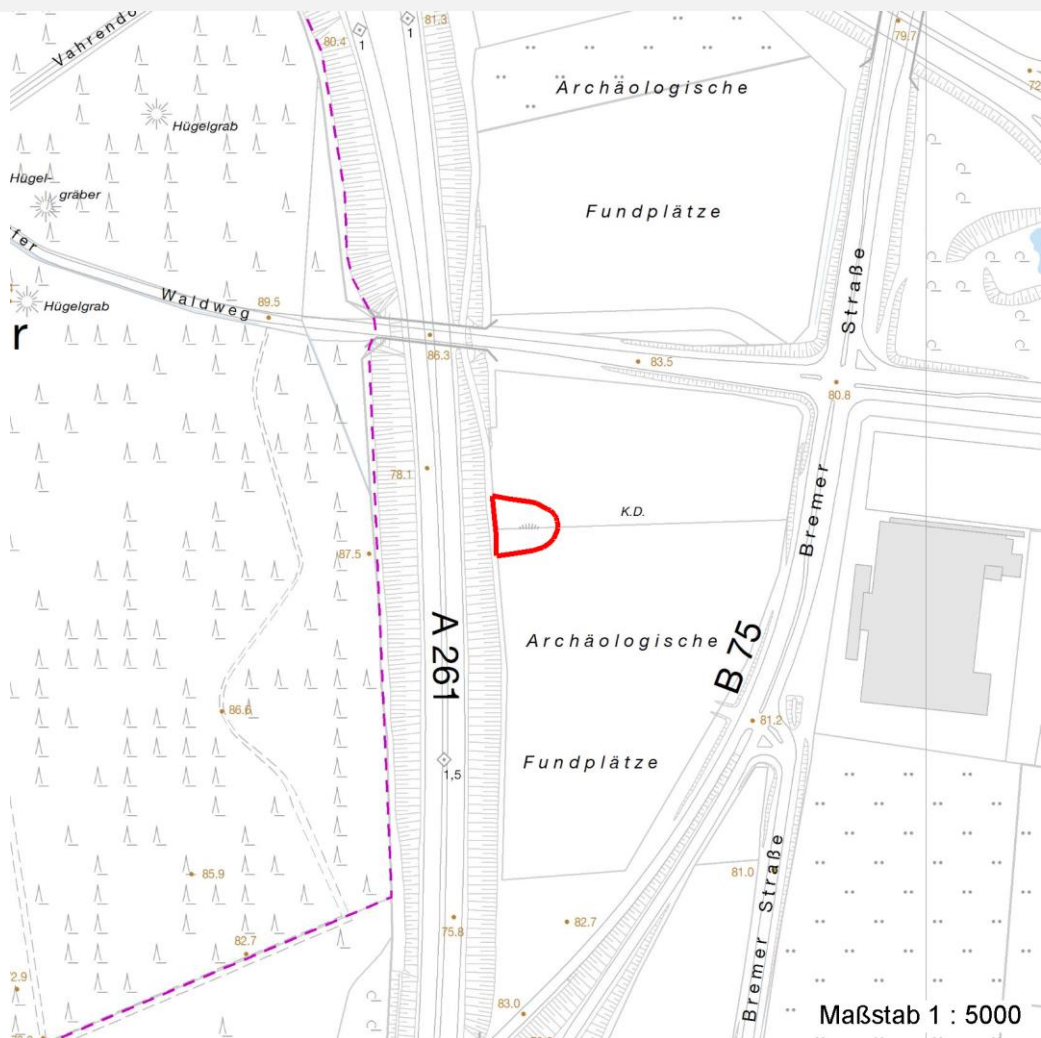 Vahrendo
80.4
1
1
81.3
79.7
72
Archäologische
Hügelgrab
Hügel-
gräber
Fundplätze
fer
Waldweg
Hügelgrab
89.5
r
86.3
83.5
Straße
80.8
78.1
K.D.
Bremer
87.5
A 261
Archäologische
B 75
86.6
81.2
Fundplätze
1,5
85.9
81.0
Bremer Straße
75.8
82.7
82.7
2.9
83.0
Maßstab 1 : 5000